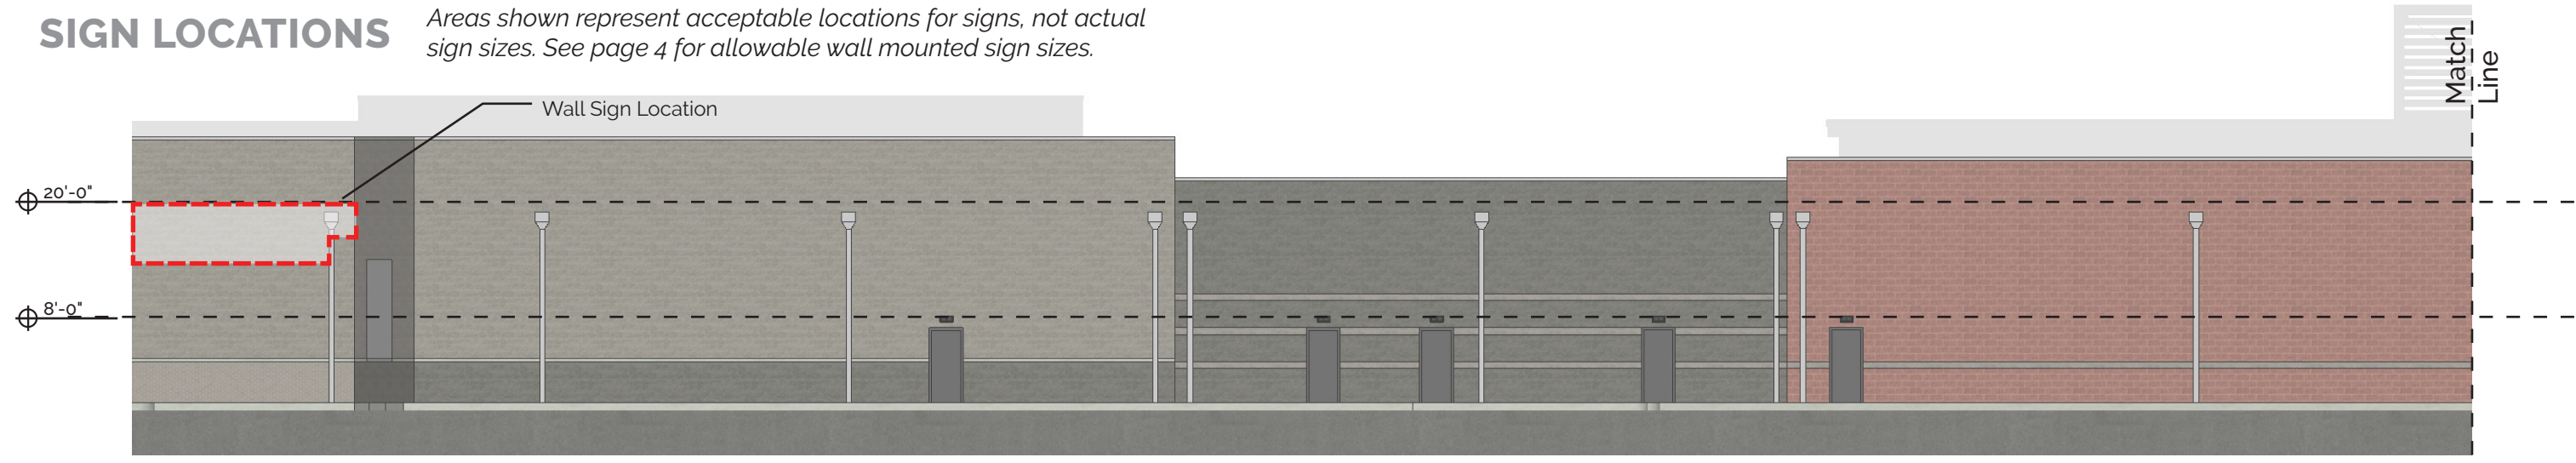 SIGN LOCATIONS
Areas shown represent acceptable locations for signs, not actual
sign sizes. See page 4 for allowable wall mounted sign sizes.
Match
Line
Wall Sign Location
20'-0"
8'-0"